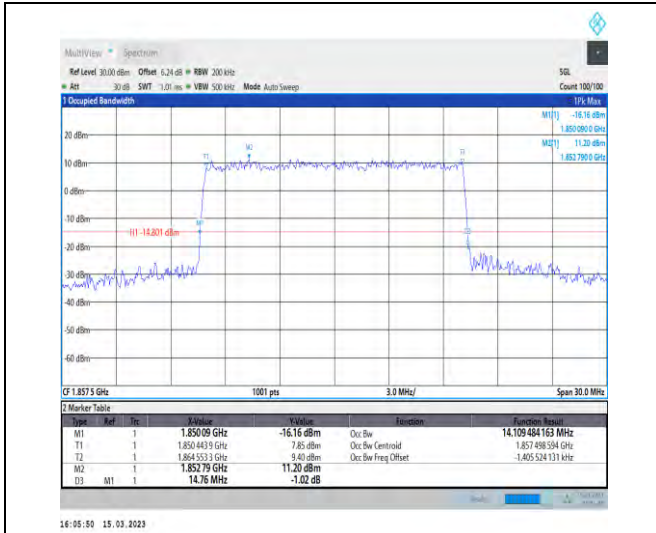 MultiView Spectrum
Ref Level 30.00 dBm Offset 6.24 dB RBW 200 kHz SGL
Att 30 dB SWT 1.01 ms VBW 500 kHz Mode Auto Sweep Count 100/100
1 Occupied Bandwidth 1Pk Max
M1[1] -16.16 dBm
1.850 090 0 GHz
M2[1] 11.20 dBm
1.852 790 0 GHz
20 dBm
10 dBm
0 dBm
-10 dBm
-20 dBm
-30 dBm
-40 dBm
-50 dBm
-60 dBm
T1
M2
M1
H1 -14.801 dBm
CF 1.857 5 GHz 1001 pts 3.0 MHz/ Span 30.0 MHz
2 Marker Table
Type Ref Trc X-Value Y-Value Function Function Result
M1 1 1.850 09 GHz -16.16 dBm Occ Bw 14.109 484 163 MHz
T1 1 1.850 443 9 GHz 7.85 dBm Occ Bw Centroid 1.857 498 594 GHz
T2 1 1.864 553 3 GHz 9.40 dBm Occ Bw Freq Offset -1.405 524 131 kHz
M2 1 1.852 79 GHz 11.20 dBm
D3 M1 1 14.76 MHz -1.02 dB
16:05:50 15.03.2023